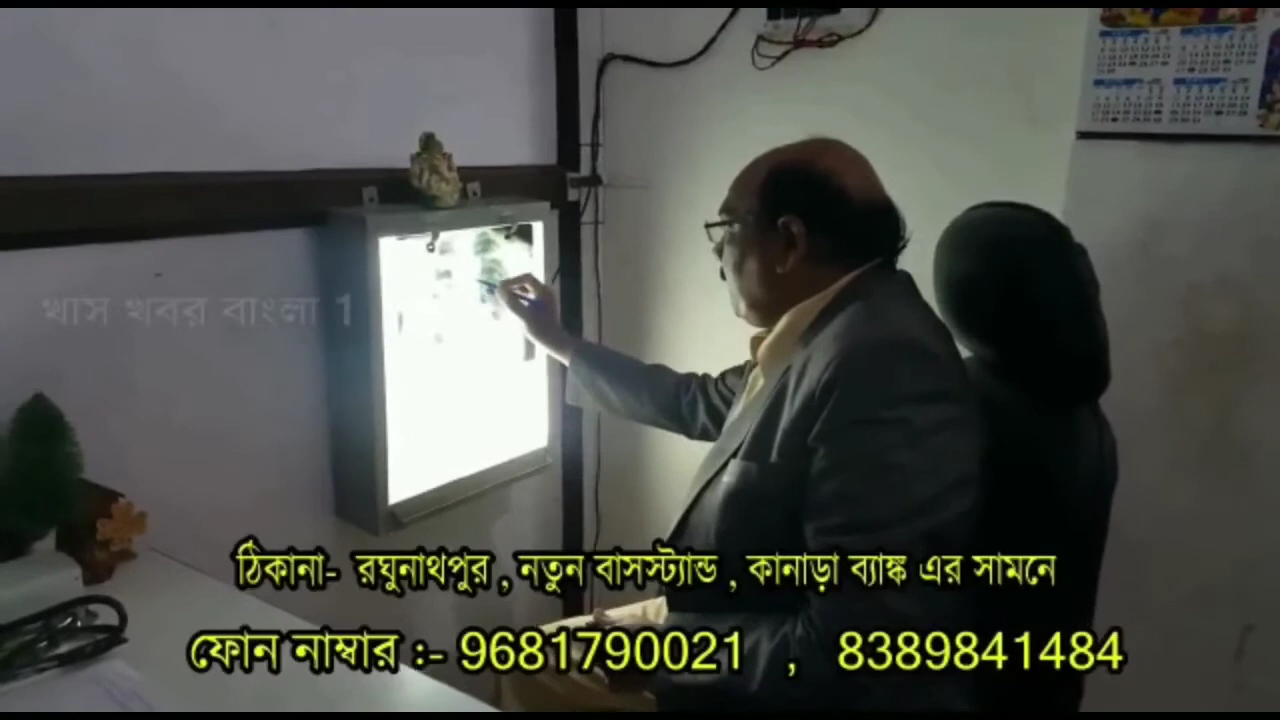 খাস খবর বাংলা 1
ঠিকানা- রঘুনাথপুর , নতুন বাসস্ট্যান্ড , কানাড়া ব্যাঙ্ক এর সামনে
ফোন নাম্বার :- 9681790021 , 8389841484